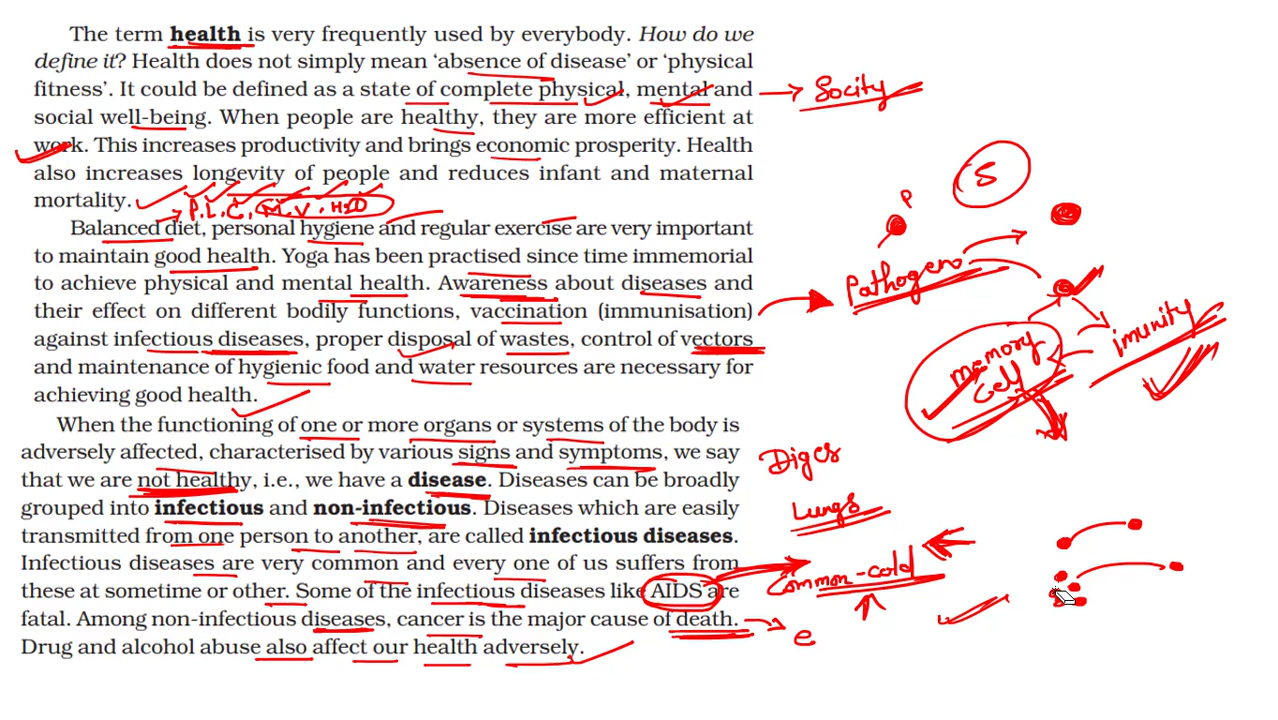 The term health is very frequently used by everybody. How do we
define it? Health does not simply mean ‘absence of disease’ or ‘physical
fitness’. It could be defined as a state of complete physical, mental and
social well-being. When people are healthy, they are more efficient at
work. This increases productivity and brings economic prosperity. Health
also increases longevity of people and reduces infant and maternal
mortality.
Balanced diet, personal hygiene and regular exercise are very important
to maintain good health. Yoga has been practised since time immemorial
to achieve physical and mental health. Awareness about diseases and
their effect on different bodily functions, vaccination (immunisation)
against infectious diseases, proper disposal of wastes, control of vectors
and maintenance of hygienic food and water resources are necessary for
achieving good health.
When the functioning of one or more organs or systems of the body is
adversely affected, characterised by various signs and symptoms, we say
that we are not healthy, i.e., we have a disease. Diseases can be broadly
grouped into infectious and non-infectious. Diseases which are easily
transmitted from one person to another, are called infectious diseases.
Infectious diseases are very common and every one of us suffers from
these at sometime or other. Some of the infectious diseases like AIDS are
fatal. Among non-infectious diseases, cancer is the major cause of death.
Drug and alcohol abuse also affect our health adversely.
Socity
P.L.C, M.V, H2O
S
P
Pathogens
imunity
memory
cell
Diges
Lungs
Common-cold
e